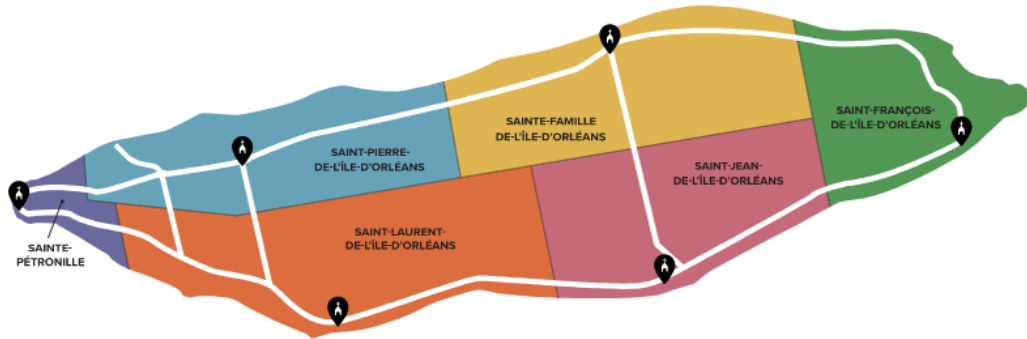 SAINTE-FAMILLE
DE-L'ÎLE-D'ORLÉANS
SAINT-FRANÇOIS-
DE-L'ÎLE-D'ORLÉANS
SAINT-PIERRE-
DE-L'ÎLE-D'ORLÉANS
SAINT-JEAN-
DE-L'ÎLE-D'ORLÉANS
SAINTE-
PÉTRONILLE
SAINT-LAURENT-
DE-L'ÎLE-D'ORLÉANS